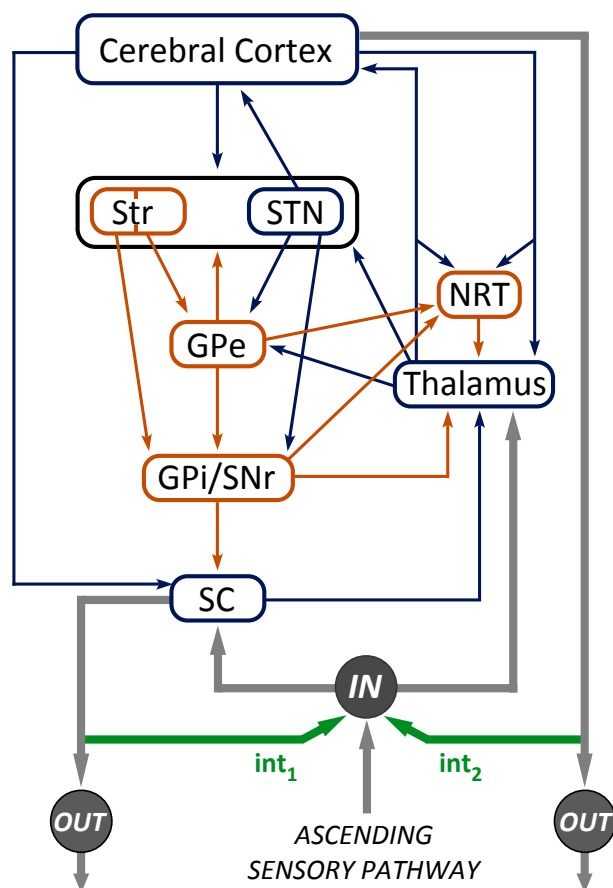 Cerebral Cortex
Str
STN
NRT
GPe
Thalamus
GPi/SNr
SC
IN
int₁
int₂
OUT
OUT
ASCENDING
SENSORY PATHWAY